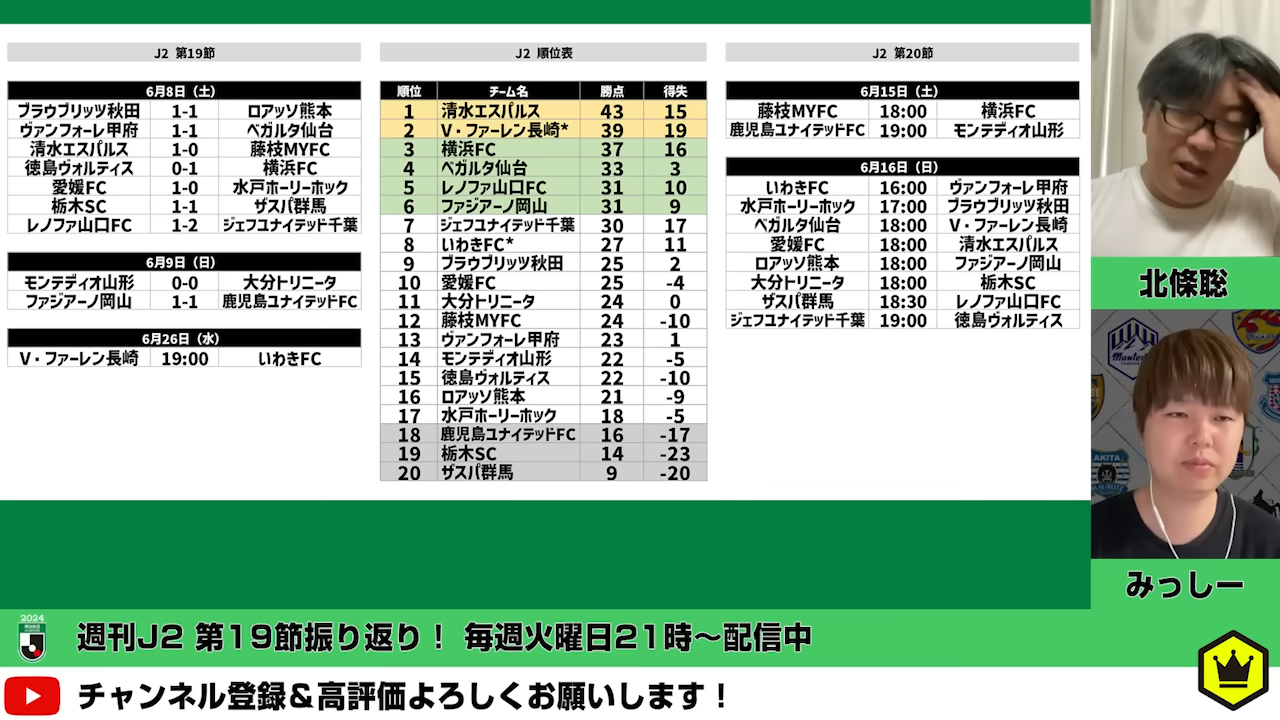 J2 第19節
6月8日（土）
ブラウブリッツ秋田 1-1 ロアッソ熊本
ヴァンフォーレ甲府 1-1 ベガルタ仙台
清水エスパルス 1-0 藤枝MYFC
徳島ヴォルティス 0-1 横浜FC
愛媛FC 1-0 水戸ホーリーホック
栃木SC 1-1 ザスパ群馬
レノファ山口FC 1-2 ジェフユナイテッド千葉
6月9日（日）
モンテディオ山形 0-0 大分トリニータ
ファジアーノ岡山 1-1 鹿児島ユナイテッドFC
6月26日（水）
V・ファーレン長崎 19:00 いわきFC
J2 順位表
順位 チーム名 勝点 得失
1 清水エスパルス 43 15
2 V・ファーレン長崎* 39 19
3 横浜FC 37 16
4 ベガルタ仙台 33 3
5 レノファ山口FC 31 10
6 ファジアーノ岡山 31 9
7 ジェフユナイテッド千葉 30 17
8 いわきFC* 27 11
9 ブラウブリッツ秋田 25 2
10 愛媛FC 25 -4
11 大分トリニータ 24 0
12 藤枝MYFC 24 -10
13 ヴァンフォーレ甲府 23 1
14 モンテディオ山形 22 -5
15 徳島ヴォルティス 22 -10
16 ロアッソ熊本 21 -9
17 水戸ホーリーホック 18 -5
18 鹿児島ユナイテッドFC 16 -17
19 栃木SC 14 -23
20 ザスパ群馬 9 -20
J2 第20節
6月15日（土）
藤枝MYFC 18:00 横浜FC
鹿児島ユナイテッドFC 19:00 モンテディオ山形
6月16日（日）
いわきFC 16:00 ヴァンフォーレ甲府
水戸ホーリーホック 17:00 ブラウブリッツ秋田
ベガルタ仙台 18:00 V・ファーレン長崎
愛媛FC 18:00 清水エスパルス
ロアッソ熊本 18:00 ファジアーノ岡山
大分トリニータ 18:00 栃木SC
ザスパ群馬 18:30 レノファ山口FC
ジェフユナイテッド千葉 19:00 徳島ヴォルティス
北條聡
AKITA
みっしー
2024
週刊J2 第19節振り返り！ 毎週火曜日21時～配信中
チャンネル登録＆高評価よろしくお願いします！